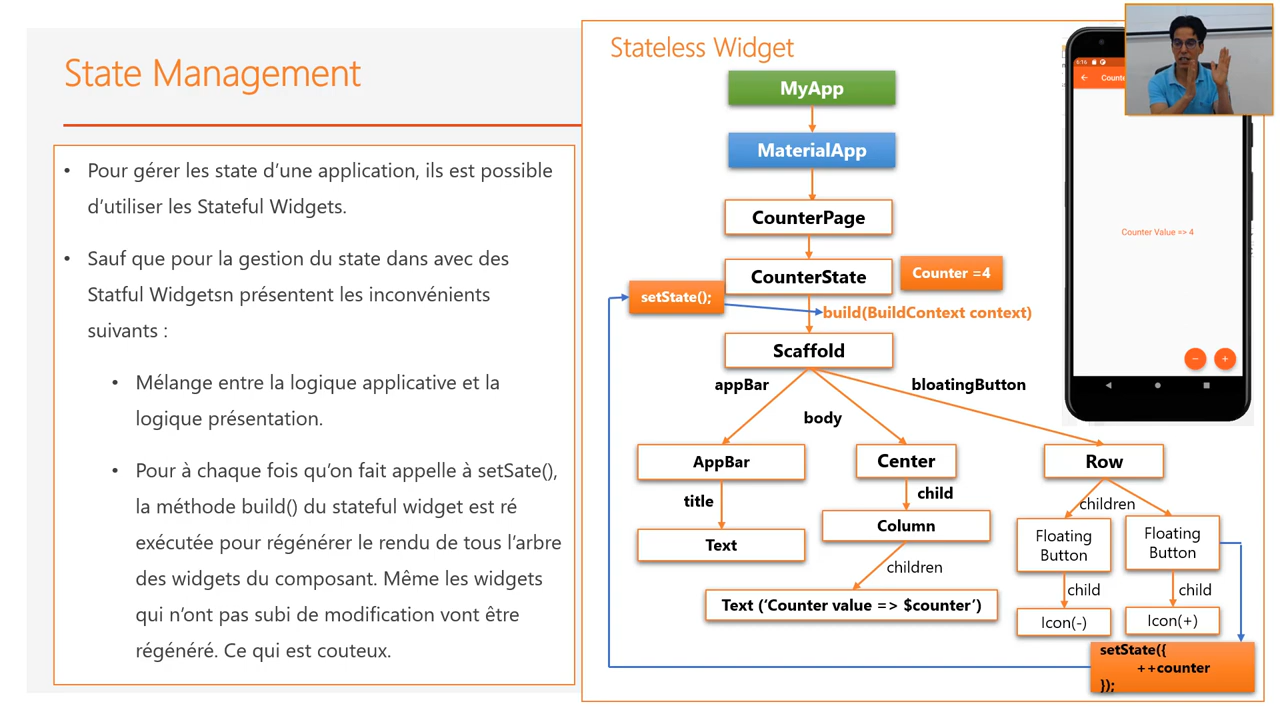 State Management
Pour gérer les state d'une application, ils est possible
d'utiliser les Stateful Widgets.
Sauf que pour la gestion du state dans avec des
Statful Widgetsn présentent les inconvénients
suivants :
Mélange entre la logique applicative et la
logique présentation.
Pour à chaque fois qu'on fait appelle à setSate(),
la méthode build() du stateful widget est ré
exécutée pour régénérer le rendu de tous l'arbre
des widgets du composant. Même les widgets
qui n'ont pas subi de modification vont être
régénéré. Ce qui est couteux.
Stateless Widget
MyApp
MaterialApp
CounterPage
CounterState
Counter =4
setState();
build(BuildContext context)
Scaffold
appBar
body
bloatingButton
AppBar
Center
Row
title
child
children
Text
Column
Floating
Button
Floating
Button
children
child
child
Text ('Counter value => $counter')
Icon(-)
Icon(+)
setState({
++counter
});
Counter Value => 4